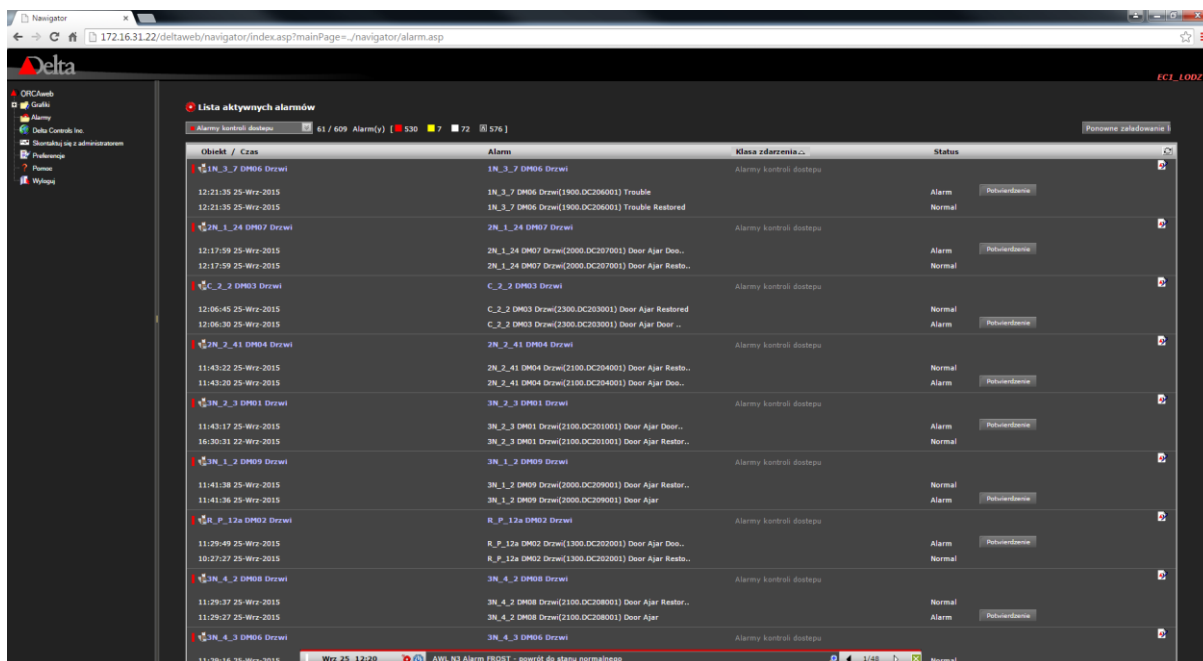 Nawigator
172.16.31.22/deltaweb/navigator/index.asp?mainPage=../navigator/alarm.asp
Delta
EC1_LODZ
ORCAweb
Grafiki
Alarmy
Delta Controls Inc.
Skontaktuj się z administratorem
Preferencje
Pomoc
Wyloguj
Lista aktywnych alarmów
Alarmy kontroli dostepu 61 / 609 Alarm(y) [ 530 7 72 576 ] Ponowne załadowanie
Obiekt / Czas Alarm Klasa zdarzenia Status
1N_3_7 DM06 Drzwi 1N_3_7 DM06 Drzwi Alarmy kontroli dostepu
12:21:35 25-Wrz-2015 1N_3_7 DM06 Drzwi(1900.DC206001) Trouble Alarm Potwierdzenie
12:21:35 25-Wrz-2015 1N_3_7 DM06 Drzwi(1900.DC206001) Trouble Restored Normal
2N_1_24 DM07 Drzwi 2N_1_24 DM07 Drzwi Alarmy kontroli dostepu
12:17:59 25-Wrz-2015 2N_1_24 DM07 Drzwi(2000.DC207001) Door Ajar Doo.. Alarm Potwierdzenie
12:17:59 25-Wrz-2015 2N_1_24 DM07 Drzwi(2000.DC207001) Door Ajar Resto.. Normal
C_2_2 DM03 Drzwi C_2_2 DM03 Drzwi Alarmy kontroli dostepu
12:06:45 25-Wrz-2015 C_2_2 DM03 Drzwi(2300.DC203001) Door Ajar Restored Normal
12:06:30 25-Wrz-2015 C_2_2 DM03 Drzwi(2300.DC203001) Door Ajar Door .. Alarm Potwierdzenie
2N_2_41 DM04 Drzwi 2N_2_41 DM04 Drzwi Alarmy kontroli dostepu
11:43:22 25-Wrz-2015 2N_2_41 DM04 Drzwi(2100.DC204001) Door Ajar Resto.. Normal
11:43:20 25-Wrz-2015 2N_2_41 DM04 Drzwi(2100.DC204001) Door Ajar Doo.. Alarm Potwierdzenie
3N_2_3 DM01 Drzwi 3N_2_3 DM01 Drzwi Alarmy kontroli dostepu
11:43:17 25-Wrz-2015 3N_2_3 DM01 Drzwi(2100.DC201001) Door Ajar Door.. Alarm Potwierdzenie
16:30:31 22-Wrz-2015 3N_2_3 DM01 Drzwi(2100.DC201001) Door Ajar Restor.. Normal
3N_1_2 DM09 Drzwi 3N_1_2 DM09 Drzwi Alarmy kontroli dostepu
11:41:38 25-Wrz-2015 3N_1_2 DM09 Drzwi(2000.DC209001) Door Ajar Restor.. Normal
11:41:36 25-Wrz-2015 3N_1_2 DM09 Drzwi(2000.DC209001) Door Ajar Alarm Potwierdzenie
R_P_12a DM02 Drzwi R_P_12a DM02 Drzwi Alarmy kontroli dostepu
11:29:49 25-Wrz-2015 R_P_12a DM02 Drzwi(1300.DC202001) Door Ajar Doo.. Alarm Potwierdzenie
10:27:27 25-Wrz-2015 R_P_12a DM02 Drzwi(1300.DC202001) Door Ajar Resto.. Normal
3N_4_2 DM08 Drzwi 3N_4_2 DM08 Drzwi Alarmy kontroli dostepu
11:29:37 25-Wrz-2015 3N_4_2 DM08 Drzwi(2100.DC208001) Door Ajar Restor.. Normal
11:29:27 25-Wrz-2015 3N_4_2 DM08 Drzwi(2100.DC208001) Door Ajar Alarm Potwierdzenie
3N_4_3 DM06 Drzwi 3N_4_3 DM06 Drzwi Alarmy kontroli dostepu
11:29:16 25-Wrz-2015 Wrz 25 12:20 AWL N3 Alarm FROST - powrót do stanu normalnego 1/48 Normal